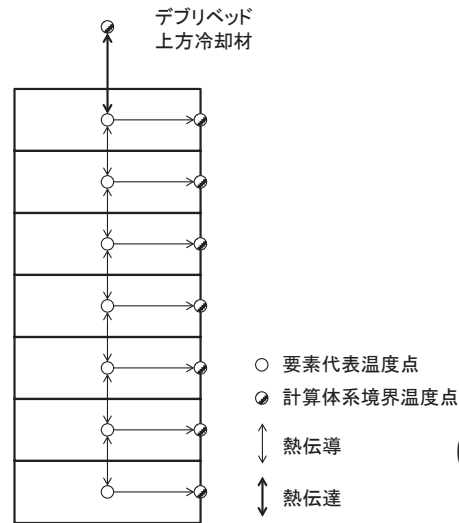 デブリベッド
上方冷却材
要素代表温度点
計算体系境界温度点
熱伝導
熱伝達